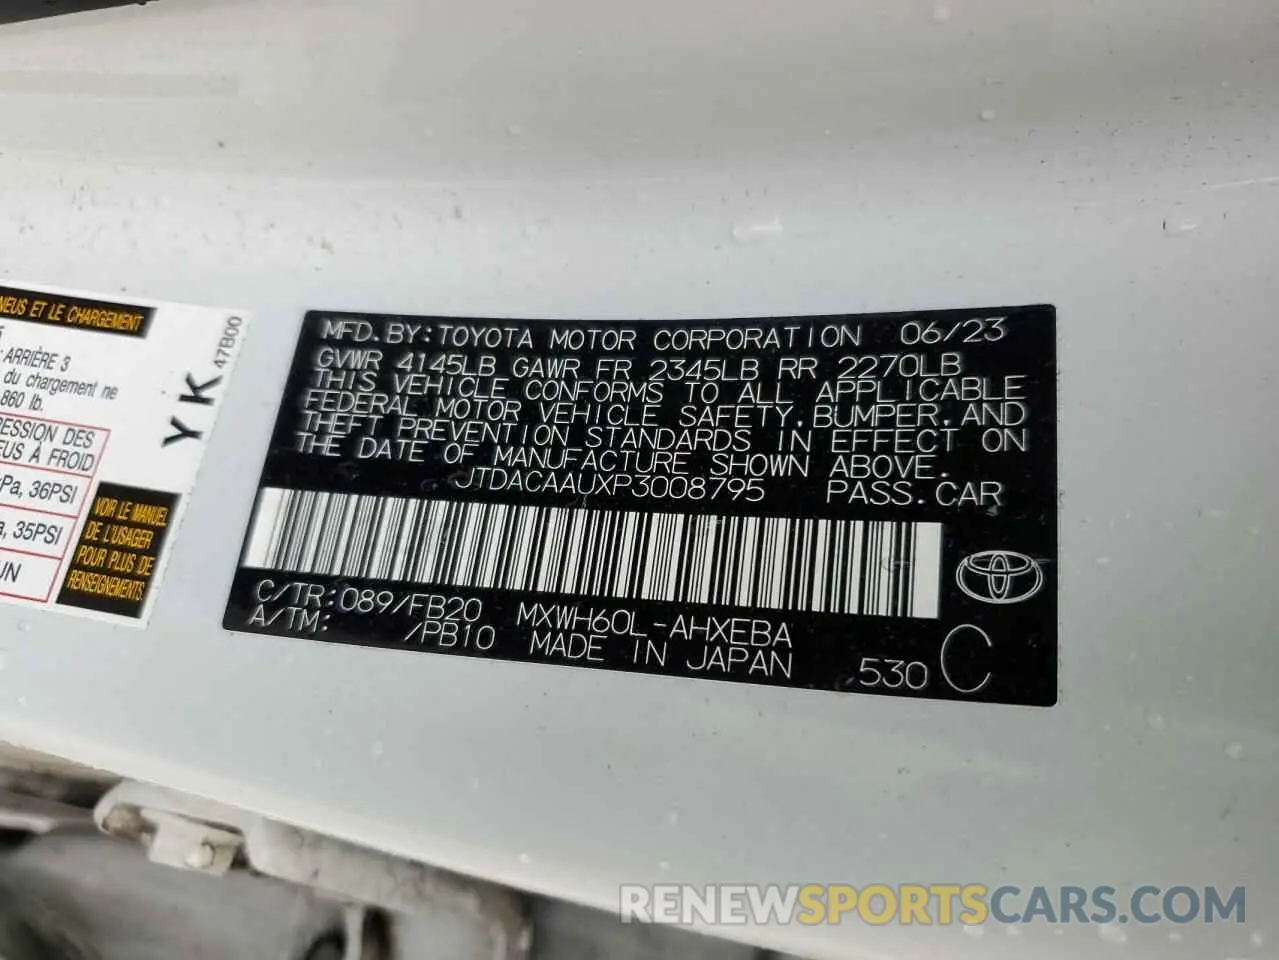 MFD.BY:TOYOTA MOTOR CORPORATION 06/23
GVWR 4145LB GAWR FR 2345LB RR 2270LB
THIS VEHICLE CONFORMS TO ALL APPLICABLE
FEDERAL MOTOR VEHICLE SAFETY,BUMPER,AND
THEFT PREVENTION STANDARDS IN EFFECT ON
THE DATE OF MANUFACTURE SHOWN ABOVE.
JTDACAAUXP3008795 PASS.CAR
C/TR:089/FB20 MXWH60L-AHXEBA
A/TM: /PB10 MADE IN JAPAN
530 C
NEUS ET LE CHARGEMENT
ARRIÈRE 3
du chargement ne
860 lb.
47B00
YK
RESSION DES
EUS À FROID
Pa, 36PSI
a, 35PSI
UN
VOIR LE MANUEL
DE L'USAGER
POUR PLUS DE
RENSEIGNEMENTS.
RENEWSPORTSCARS.COM